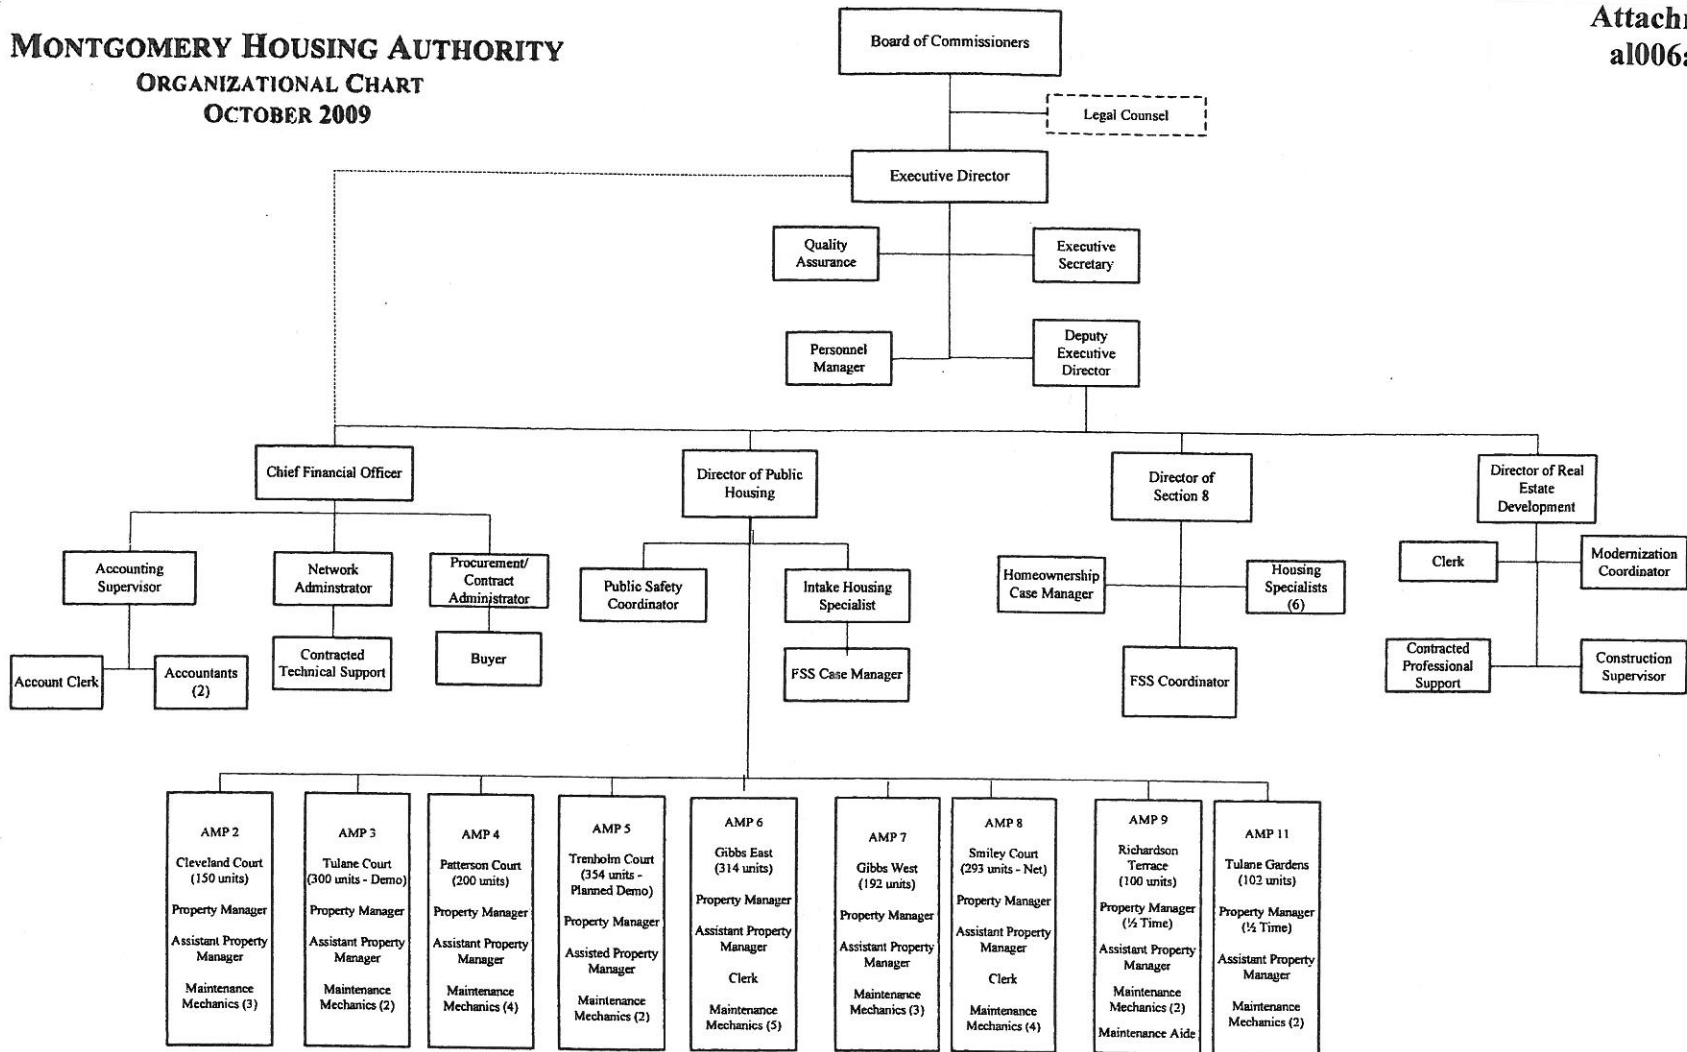 MONTGOMERY HOUSING AUTHORITY
ORGANIZATIONAL CHART
OCTOBER 2009
al006
Board of Commissioners
Legal Counsel
Executive Director
Quality
Assurance
Executive
Secretary
Personnel
Manager
Deputy
Executive
Director
Chief Financial Officer
Director of Public
Housing
Director of
Section 8
Director of Real
Estate
Development
Accounting
Supervisor
Network
Adminstrator
Procurement/
Contract
Administrator
Public Safety
Coordinator
Intake Housing
Specialist
Homeownership
Case Manager
Housing
Specialists
(6)
Clerk
Modernization
Coordinator
Account Clerk
Accountants
(2)
Contracted
Technical Support
Buyer
FSS Case Manager
FSS Coordinator
Contracted
Professional
Support
Construction
Supervisor
AMP 2
Cleveland Court
(150 units)
Property Manager
Assistant Property
Manager
Maintenance
Mechanics (3)
AMP 3
Tulane Court
(300 units - Demo)
Property Manager
Assistant Property
Manager
Maintenance
Mechanics (2)
AMP 4
Patterson Court
(200 units)
Property Manager
Assistant Property
Manager
Maintenance
Mechanics (4)
AMP 5
Trenholm Court
(354 units -
Planned Demo)
Property Manager
Assisted Property
Manager
Maintenance
Mechanics (2)
AMP 6
Gibbs East
(314 units)
Property Manager
Assistant Property
Manager
Clerk
Maintenance
Mechanics (5)
AMP 7
Gibbs West
(192 units)
Property Manager
Assistant Property
Manager
Maintenance
Mechanics (3)
AMP 8
Smiley Court
(293 units - Net)
Property Manager
Assistant Property
Manager
Clerk
Maintenance
Mechanics (4)
AMP 9
Richardson
Terrace
(100 units)
Property Manager
(½ Time)
Assistant Property
Manager
Maintenance
Mechanics (2)
Maintenance Aide
AMP 11
Tulane Gardens
(102 units)
Property Manager
(½ Time)
Assistant Property
Manager
Maintenance
Mechanics (2)